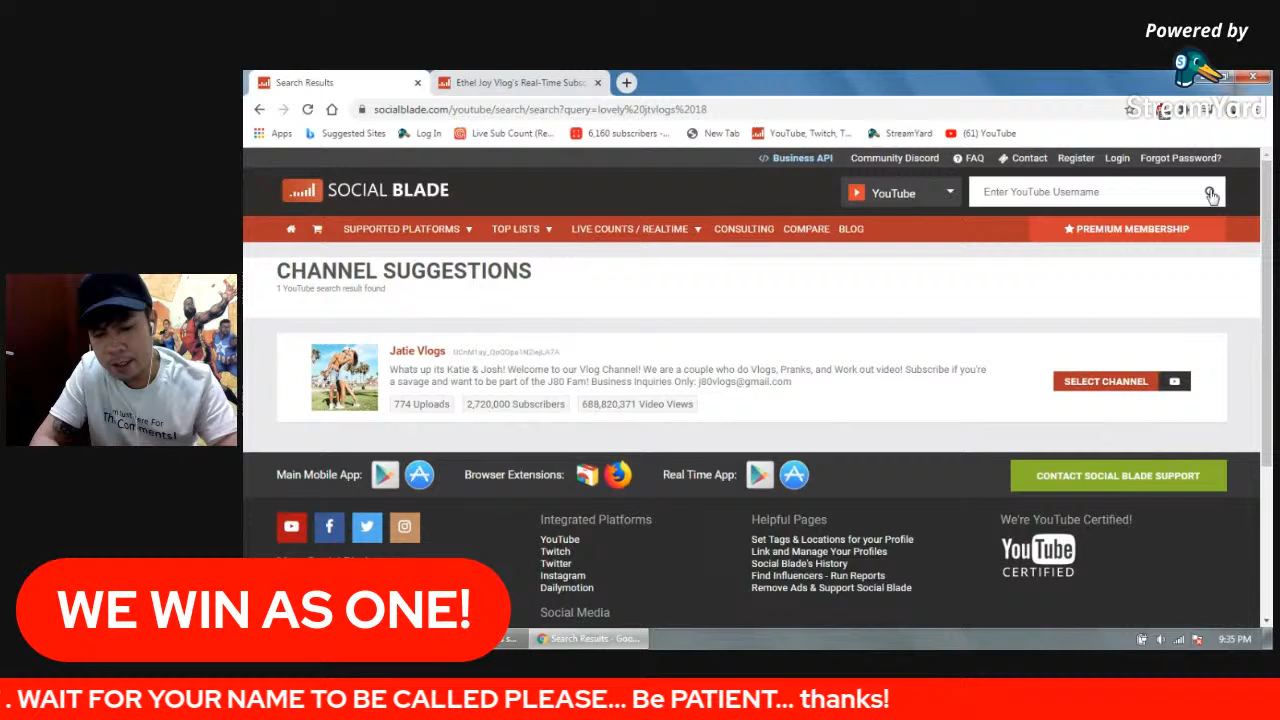 Powered by
StreamYard
Search Results
Ethel Joy Vlog's Real-Time Subsc
socialblade.com/youtube/search/search?query=lovely%20jtvlogs%2018
Apps
Suggested Sites
Log In
Live Sub Count (Re...
6,160 subscribers -...
New Tab
YouTube, Twitch, T...
StreamYard
(61) YouTube
Business API
Community Discord
FAQ
Contact
Register
Login
Forgot Password?
SOCIAL BLADE
YouTube
Enter YouTube Username
SUPPORTED PLATFORMS
TOP LISTS
LIVE COUNTS / REALTIME
CONSULTING
COMPARE
BLOG
PREMIUM MEMBERSHIP
CHANNEL SUGGESTIONS
1 YouTube search result found
Jatie Vlogs
Whats up its Katie & Josh! Welcome to our Vlog Channel! We are a couple who do Vlogs, Pranks, and Work out video! Subscribe if you're
a savage and want to be part of the J80 Fam! Business Inquiries Only: j80vlogs@gmail.com
774 Uploads
2,720,000 Subscribers
688,820,371 Video Views
SELECT CHANNEL
I'm Just Here For
The Comments!
Main Mobile App:
Browser Extensions:
Real Time App:
CONTACT SOCIAL BLADE SUPPORT
Integrated Platforms
YouTube
Twitch
Twitter
Instagram
Dailymotion
Social Media
Helpful Pages
Set Tags & Locations for your Profile
Link and Manage Your Profiles
Social Blade's History
Find Influencers - Run Reports
Remove Ads & Support Social Blade
We're YouTube Certified!
YouTube
CERTIFIED
WE WIN AS ONE!
Search Results - Goo...
9:35 PM
. WAIT FOR YOUR NAME TO BE CALLED PLEASE... Be PATIENT... thanks!